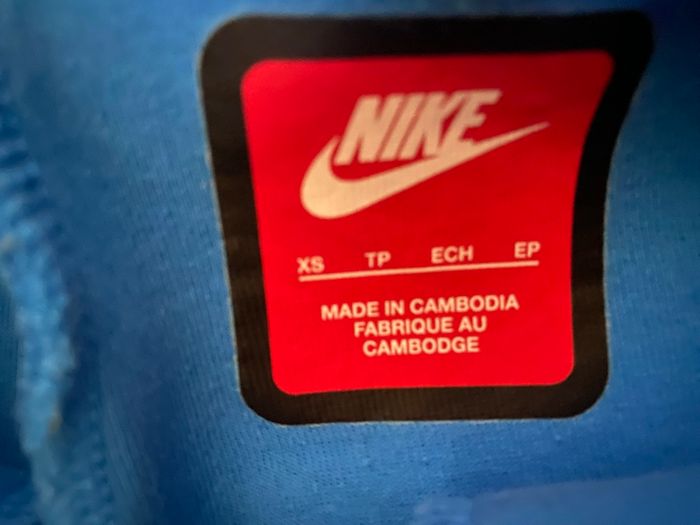 NIKE
XS TP ECH EP
MADE IN CAMBODIA
FABRIQUE AU
CAMBODGE